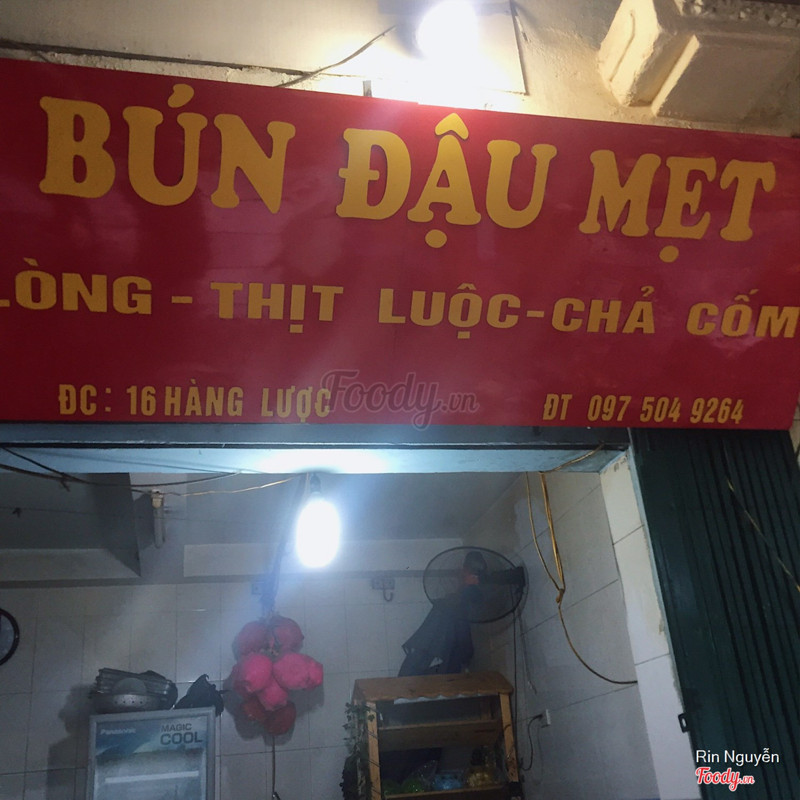 BÚN ĐẬU MẸT
LÒNG - THỊT LUỘC - CHẢ CỐM
ĐC: 16 HÀNG LƯỢC
ĐT 097 504 9264
Foody.vn
Panasonic
MAGIC
COOL
Rin Nguyễn
Foody.vn